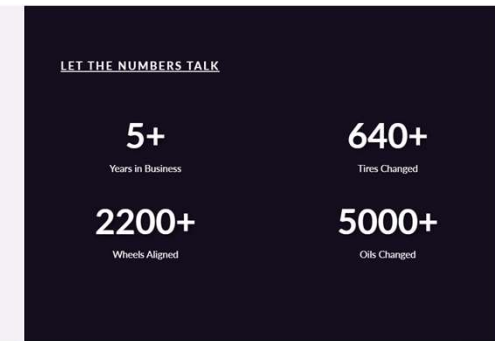 LET THE NUMBERS TALK
5+
Years in Business
640+
Tires Changed
2200+
Wheels Aligned
5000+
Oils Changed